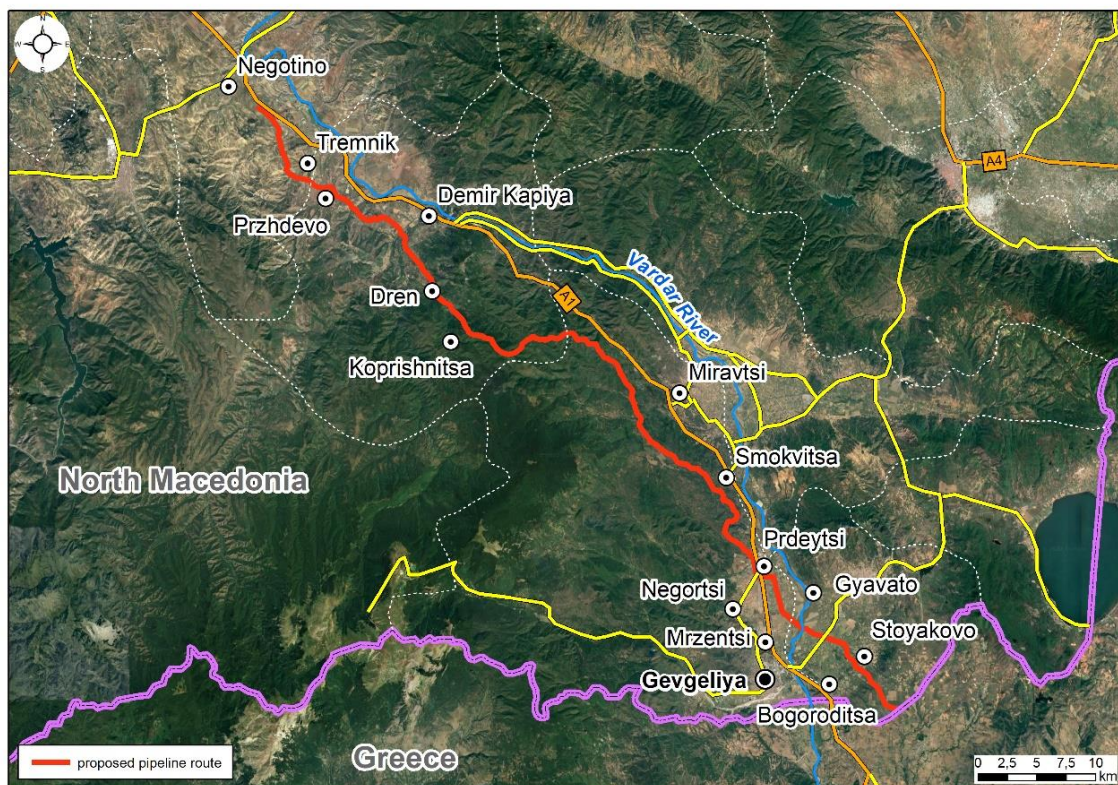 N
W E
S
Negotino
Tremnik
Przhdevo
Demir Kapiya
A4
Vardar River
A1
Dren
Koprishnitsa
Miravtsi
North Macedonia
Smokvitsa
Prdeytsi
Negortsi
Gyavato
Mrzentsi
Stoyakovo
Gevgeliya
Bogoroditsa
Greece
proposed pipeline route
0 2,5 5 7,5 10
km